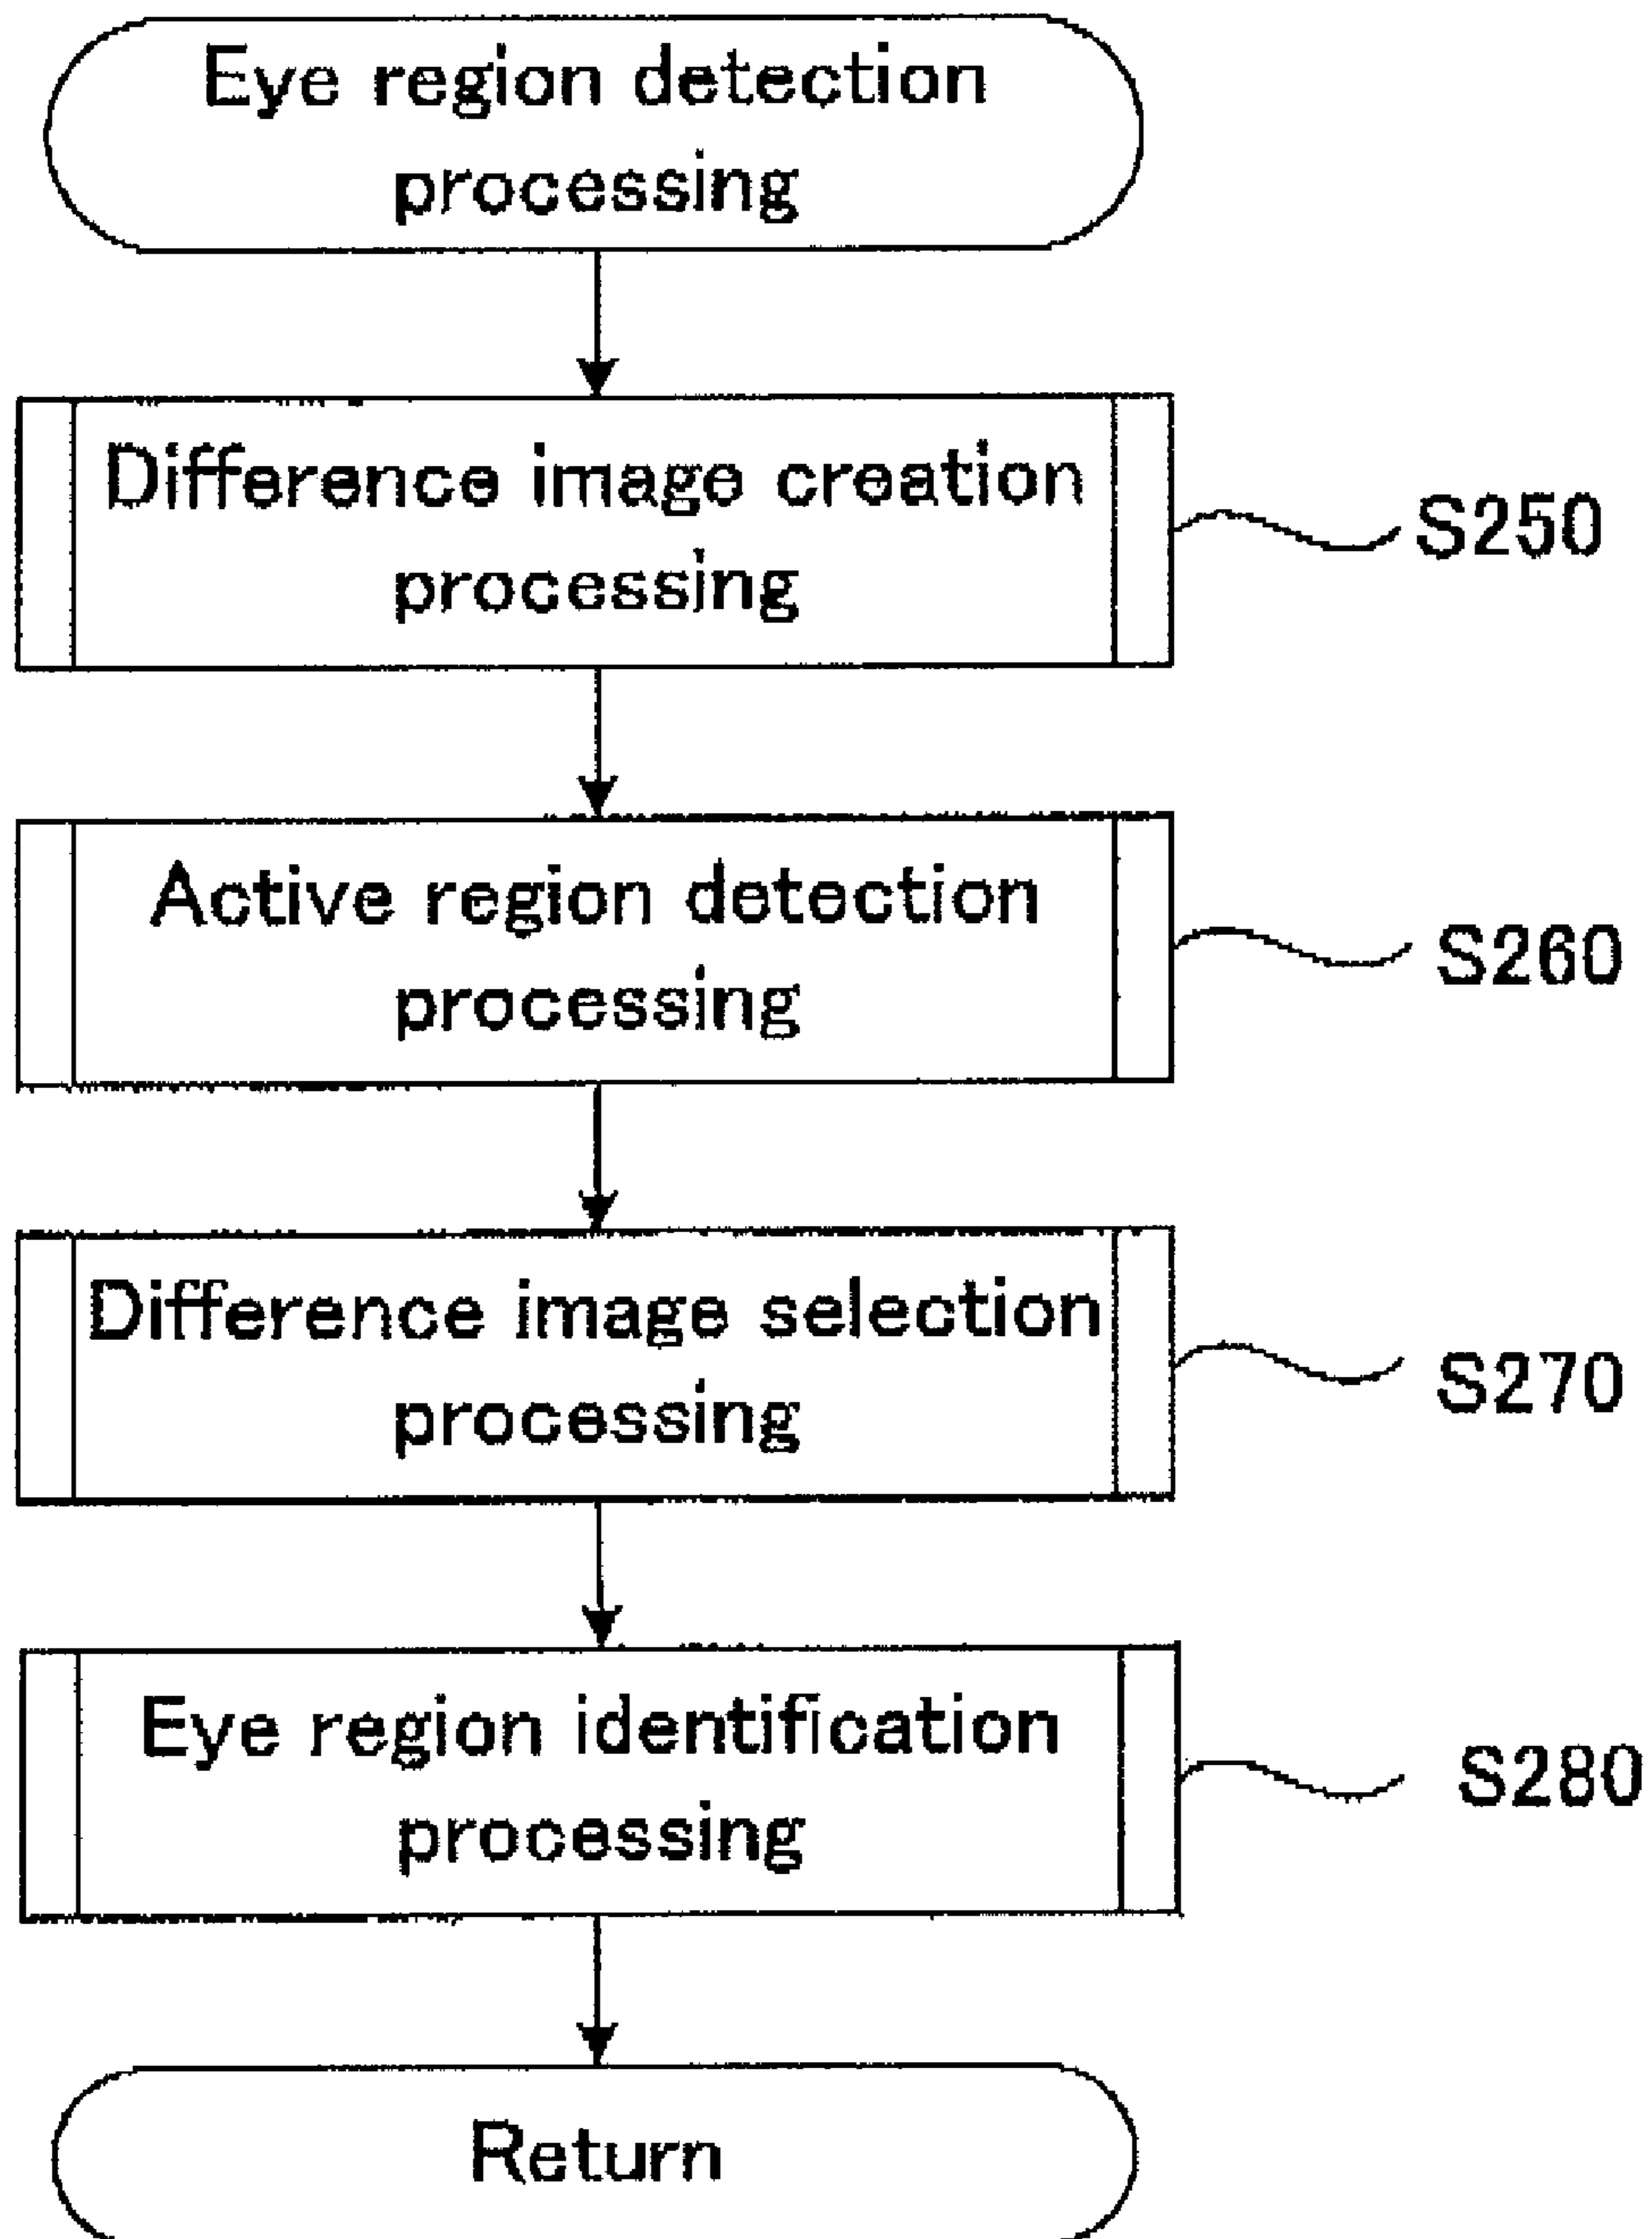 Eye region detection
processing
Difference image creation
processing
S250
Active region detection
processing
S260
Difference image selection
processing
S270
Eye region identification
processing
S280
Return